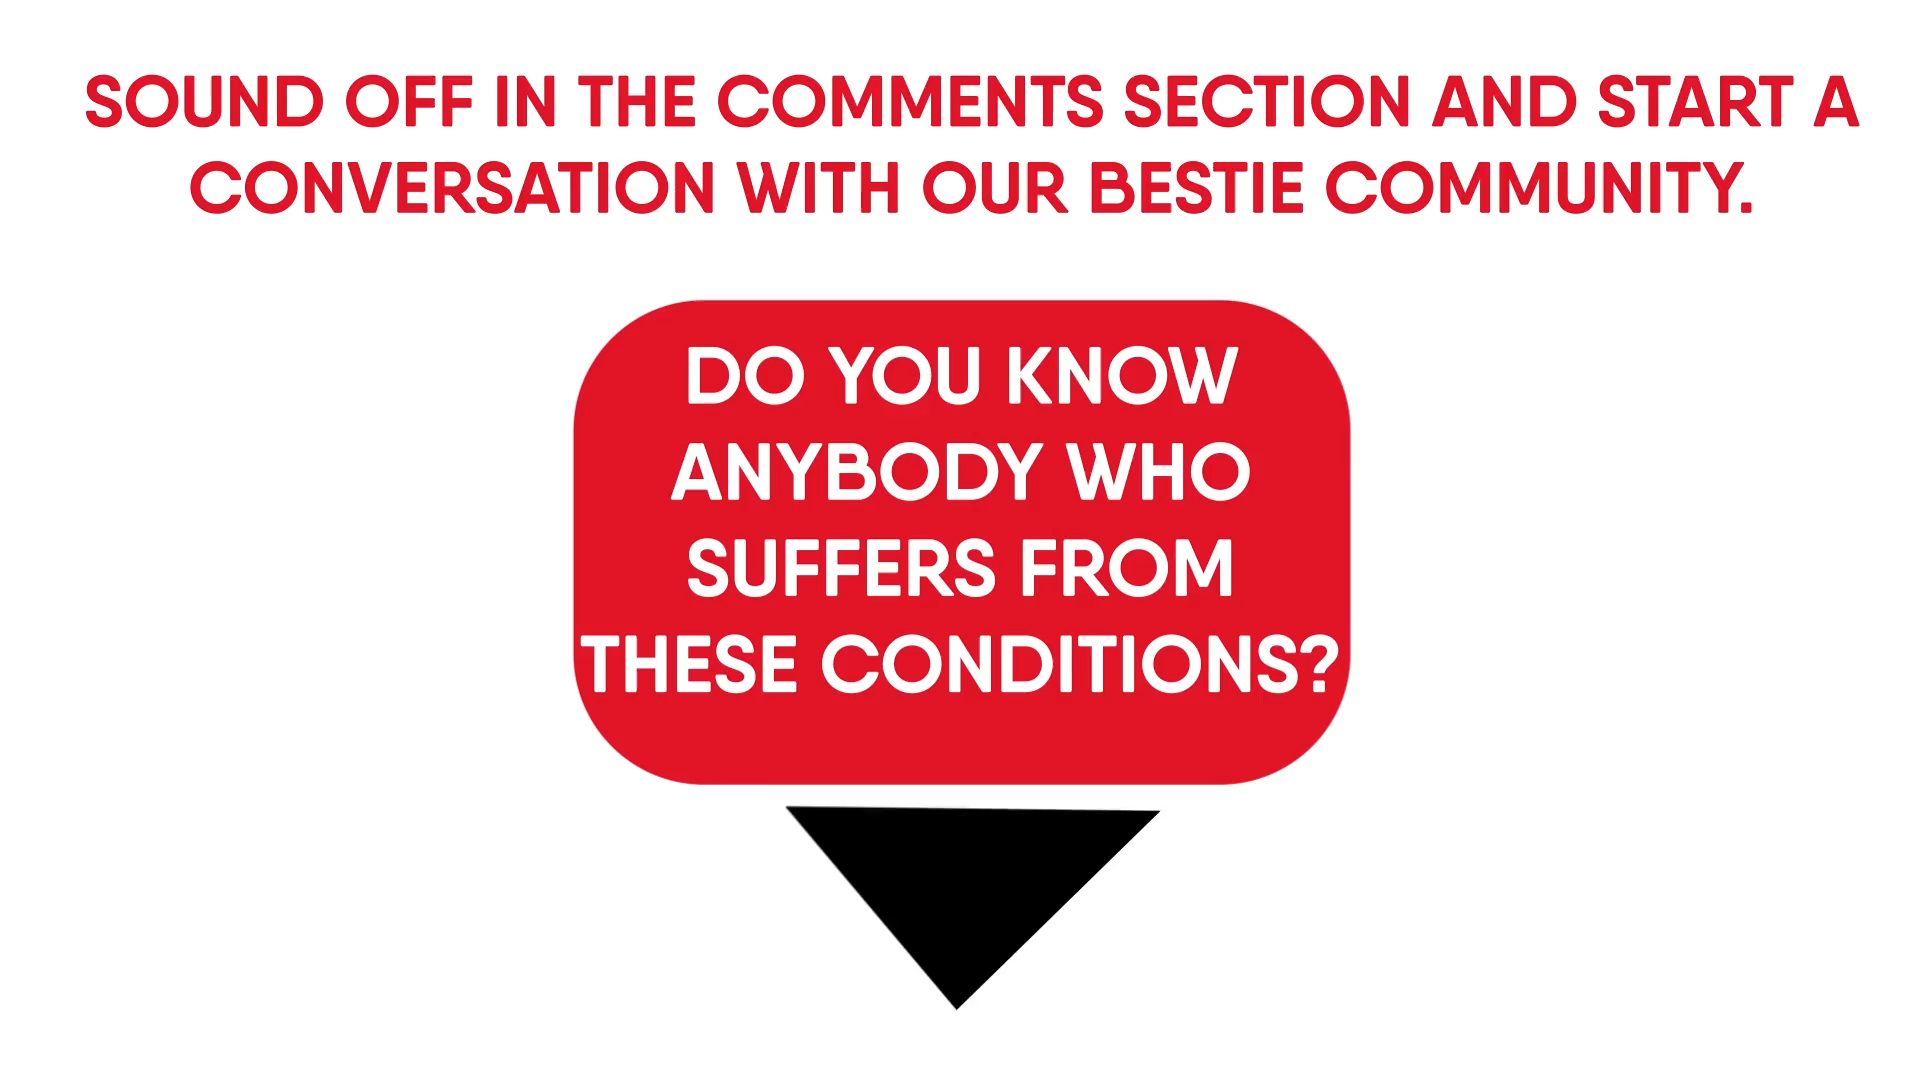 SOUND OFF IN THE COMMENTS SECTION AND START A
CONVERSATION WITH OUR BESTIE COMMUNITY.
DO YOU KNOW
ANYBODY WHO
SUFFERS FROM
THESE CONDITIONS?